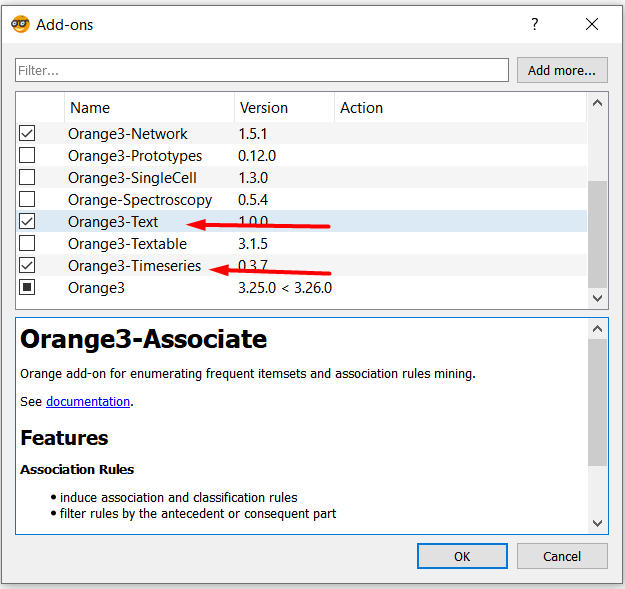 Add-ons
Filter...
Add more...
Name Version Action
Orange3-Network 1.5.1
Orange3-Prototypes 0.12.0
Orange3-SingleCell 1.3.0
Orange-Spectroscopy 0.5.4
Orange3-Text 1.0.0
Orange3-Textable 3.1.5
Orange3-Timeseries 0.3.7
Orange3 3.25.0 < 3.26.0
Orange3-Associate
Orange add-on for enumerating frequent itemsets and association rules mining.
See documentation.
Features
Association Rules
• induce association and classification rules
• filter rules by the antecedent or consequent part
OK Cancel